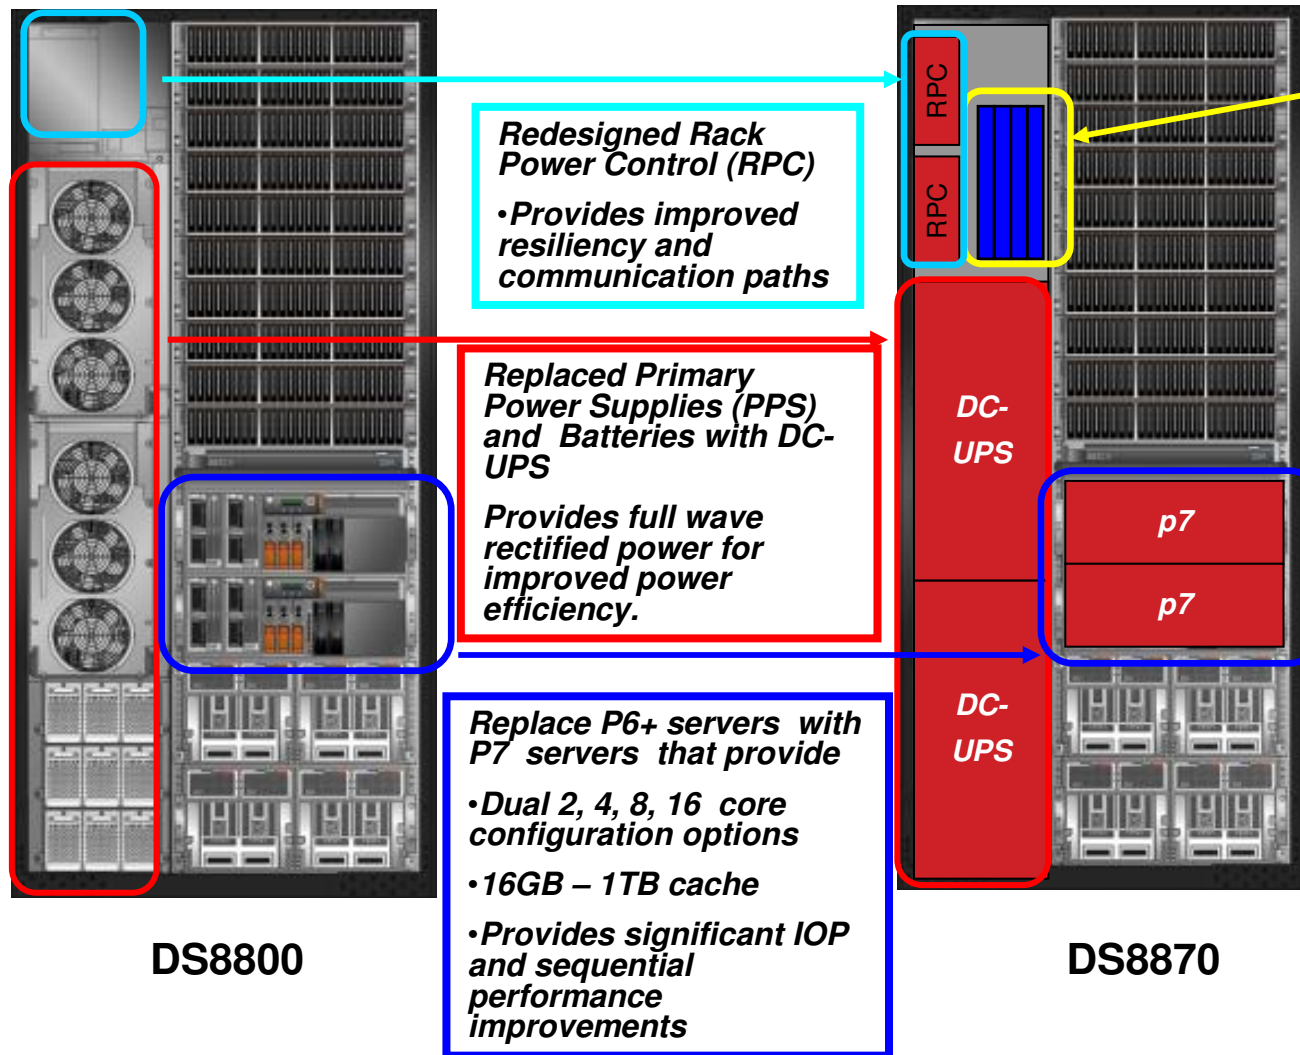 Redesigned Rack
Power Control (RPC)
•Provides improved
resiliency and
communication paths
Replaced Primary
Power Supplies (PPS)
and Batteries with DC-
UPS
Provides full wave
rectified power for
improved power
efficiency.
Replace P6+ servers with
P7 servers that provide
•Dual 2, 4, 8, 16 core
configuration options
•16GB – 1TB cache
•Provides significant IOP
and sequential
performance
improvements
DS8800
RPC
RPC
DC-
UPS
DC-
UPS
p7
p7
DS8870